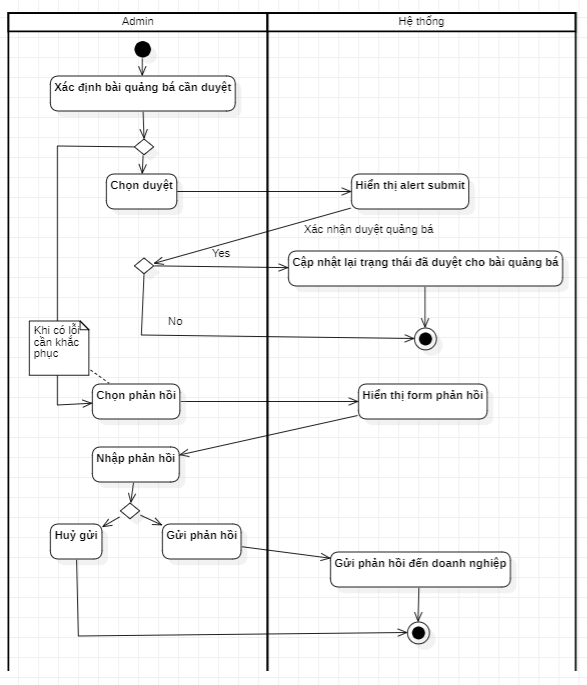 Admin
Hệ thống
Xác định bài quảng bá cần duyệt
Chọn duyệt
Hiển thị alert submit
Xác nhận duyệt quảng bá
Yes
Cập nhật lại trạng thái đã duyệt cho bài quảng bá
No
Khi có lỗi
cần khắc
phục
Chọn phản hồi
Hiển thị form phản hồi
Nhập phản hồi
Huỷ gửi
Gửi phản hồi
Gửi phản hồi đến doanh nghiệp